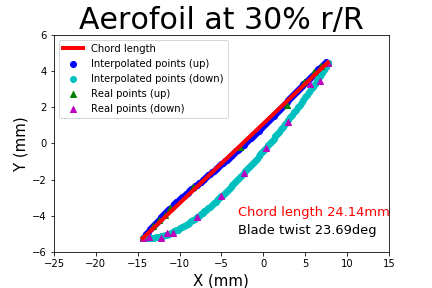 Aerofoil at 30% r/R
6
4
2
0
−2
−4
−6
Y (mm)
Chord length
Interpolated points (up)
Interpolated points (down)
Real points (up)
Real points (down)
Chord length 24.14mm
Blade twist 23.69deg
−25 −20 −15 −10 −5 0 5 10 15
X (mm)